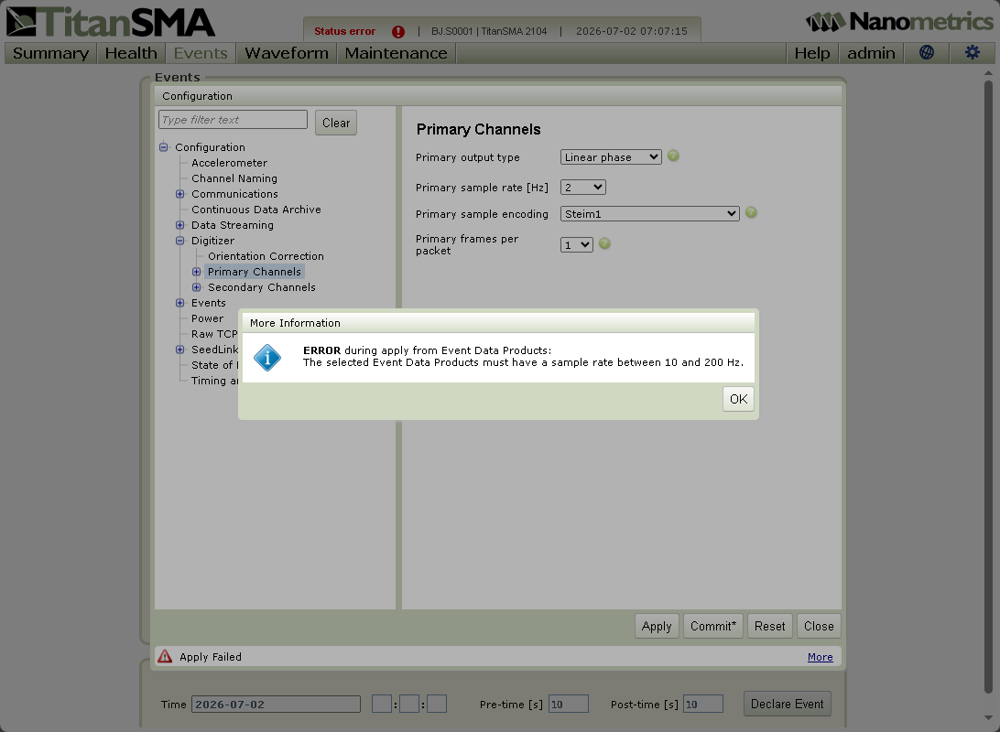 TitanSMA
Status error | BJ.S0001 | TitanSMA 2104 | 2026-07-02 07:07:15
Nanometrics
Summary Health Events Waveform Maintenance Help admin
Events
Configuration
Type filter text Clear
Configuration
Accelerometer
Channel Naming
Communications
Continuous Data Archive
Data Streaming
Digitizer
Orientation Correction
Primary Channels
Secondary Channels
Events
Power
Raw TCP
SeedLink
State of
Timing
Primary Channels
Primary output type Linear phase
Primary sample rate [Hz] 2
Primary sample encoding Steim1
Primary frames per
packet 1
More Information
ERROR during apply from Event Data Products:
The selected Event Data Products must have a sample rate between 10 and 200 Hz.
OK
Apply Commit* Reset Close
Apply Failed More
Time 2026-07-02 : : Pre-time [s] 10 Post-time [s] 10 Declare Event